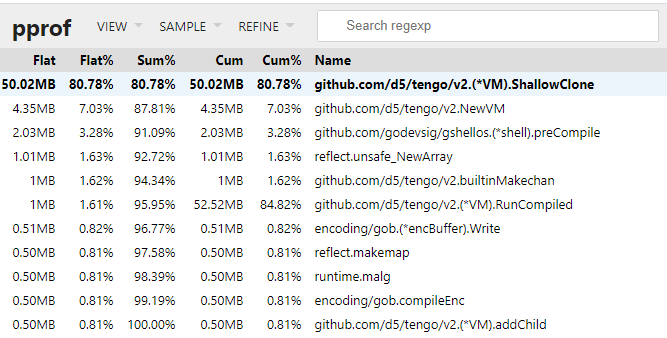 pprof VIEW SAMPLE REFINE Search regexp
Flat Flat% Sum% Cum Cum% Name
50.02MB 80.78% 80.78% 50.02MB 80.78% github.com/d5/tengo/v2.(*VM).ShallowClone
4.35MB 7.03% 87.81% 4.35MB 7.03% github.com/d5/tengo/v2.NewVM
2.03MB 3.28% 91.09% 2.03MB 3.28% github.com/godevsig/gshellos.(*shell).preCompile
1.01MB 1.63% 92.72% 1.01MB 1.63% reflect.unsafe_NewArray
1MB 1.62% 94.34% 1MB 1.62% github.com/d5/tengo/v2.builtinMakechan
1MB 1.61% 95.95% 52.52MB 84.82% github.com/d5/tengo/v2.(*VM).RunCompiled
0.51MB 0.82% 96.77% 0.51MB 0.82% encoding/gob.(*encBuffer).Write
0.50MB 0.81% 97.58% 0.50MB 0.81% reflect.makemap
0.50MB 0.81% 98.39% 0.50MB 0.81% runtime.malg
0.50MB 0.81% 99.19% 0.50MB 0.81% encoding/gob.compileEnc
0.50MB 0.81% 100.00% 0.50MB 0.81% github.com/d5/tengo/v2.(*VM).addChild